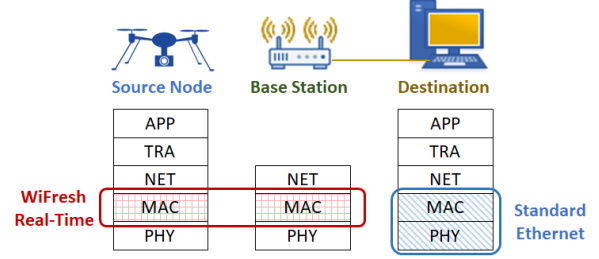 Source Node
Base Station
Destination
APP
APP
TRA
TRA
NET
NET
NET
WiFresh
Real-Time
MAC
MAC
MAC
Standard
Ethernet
PHY
PHY
PHY